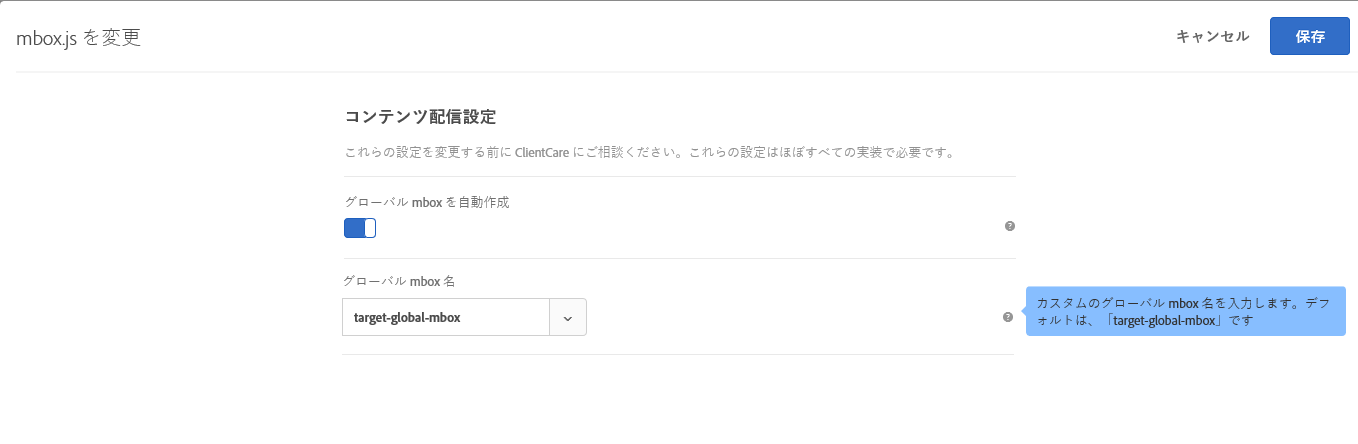 mbox.js を変更
キャンセル
保存
コンテンツ配信設定
これらの設定を変更する前に ClientCare にご相談ください。これらの設定はほぼすべての実装で必要です。
グローバル mbox を自動作成
グローバル mbox 名
target-global-mbox
カスタムのグローバル mbox 名を入力します。デフ
ォルトは、「target-global-mbox」です